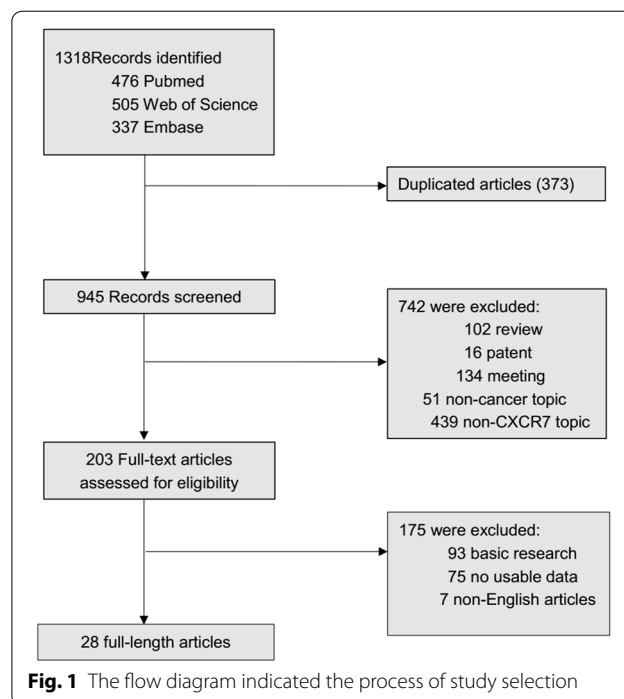 1318Records identified
476 Pubmed
505 Web of Science
337 Embase
Duplicated articles (373)
945 Records screened
742 were excluded:
102 review
16 patent
134 meeting
51 non-cancer topic
439 non-CXCR7 topic
203 Full-text articles
assessed for eligibility
175 were excluded:
93 basic research
75 no usable data
7 non-English articles
28 full-length articles
Fig. 1 The flow diagram indicated the process of study selection